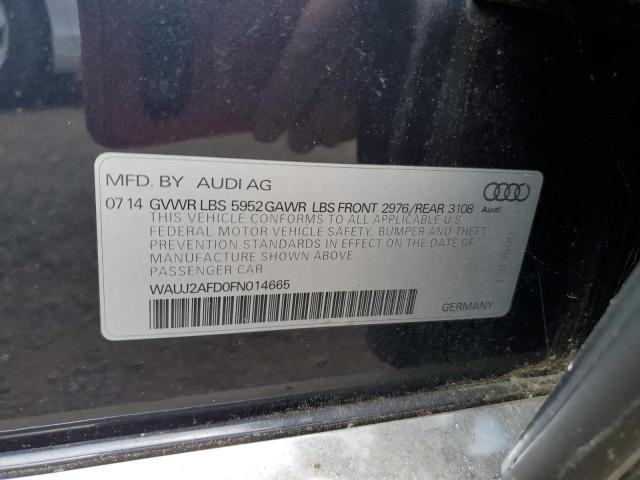 MFD. BY AUDI AG
07 14 GVWR LBS 5952 GAWR LBS FRONT 2976/REAR 3108
Audi
THIS VEHICLE CONFORMS TO ALL APPLICABLE U.S.
FEDERAL MOTOR VEHICLE SAFETY, BUMPER AND THEFT
PREVENTION STANDARDS IN EFFECT ON THE DATE OF
MANUFACTURE SHOWN ABOVE.
PASSENGER CAR
WAUJ2AFD0FN014665
GERMANY